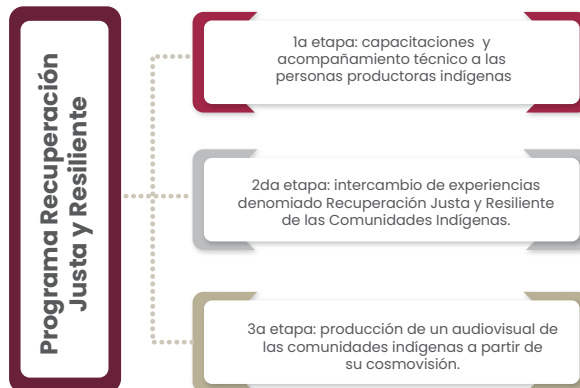 Programa Recuperación
Justa y Resiliente
1a etapa: capacitaciones y
acompañamiento técnico a las
personas productoras indígenas
2da etapa: intercambio de experiencias
denomiado Recuperación Justa y Resiliente
de las Comunidades Indígenas.
3a etapa: producción de un audiovisual de
las comunidades indígenas a partir de
su cosmovisión.